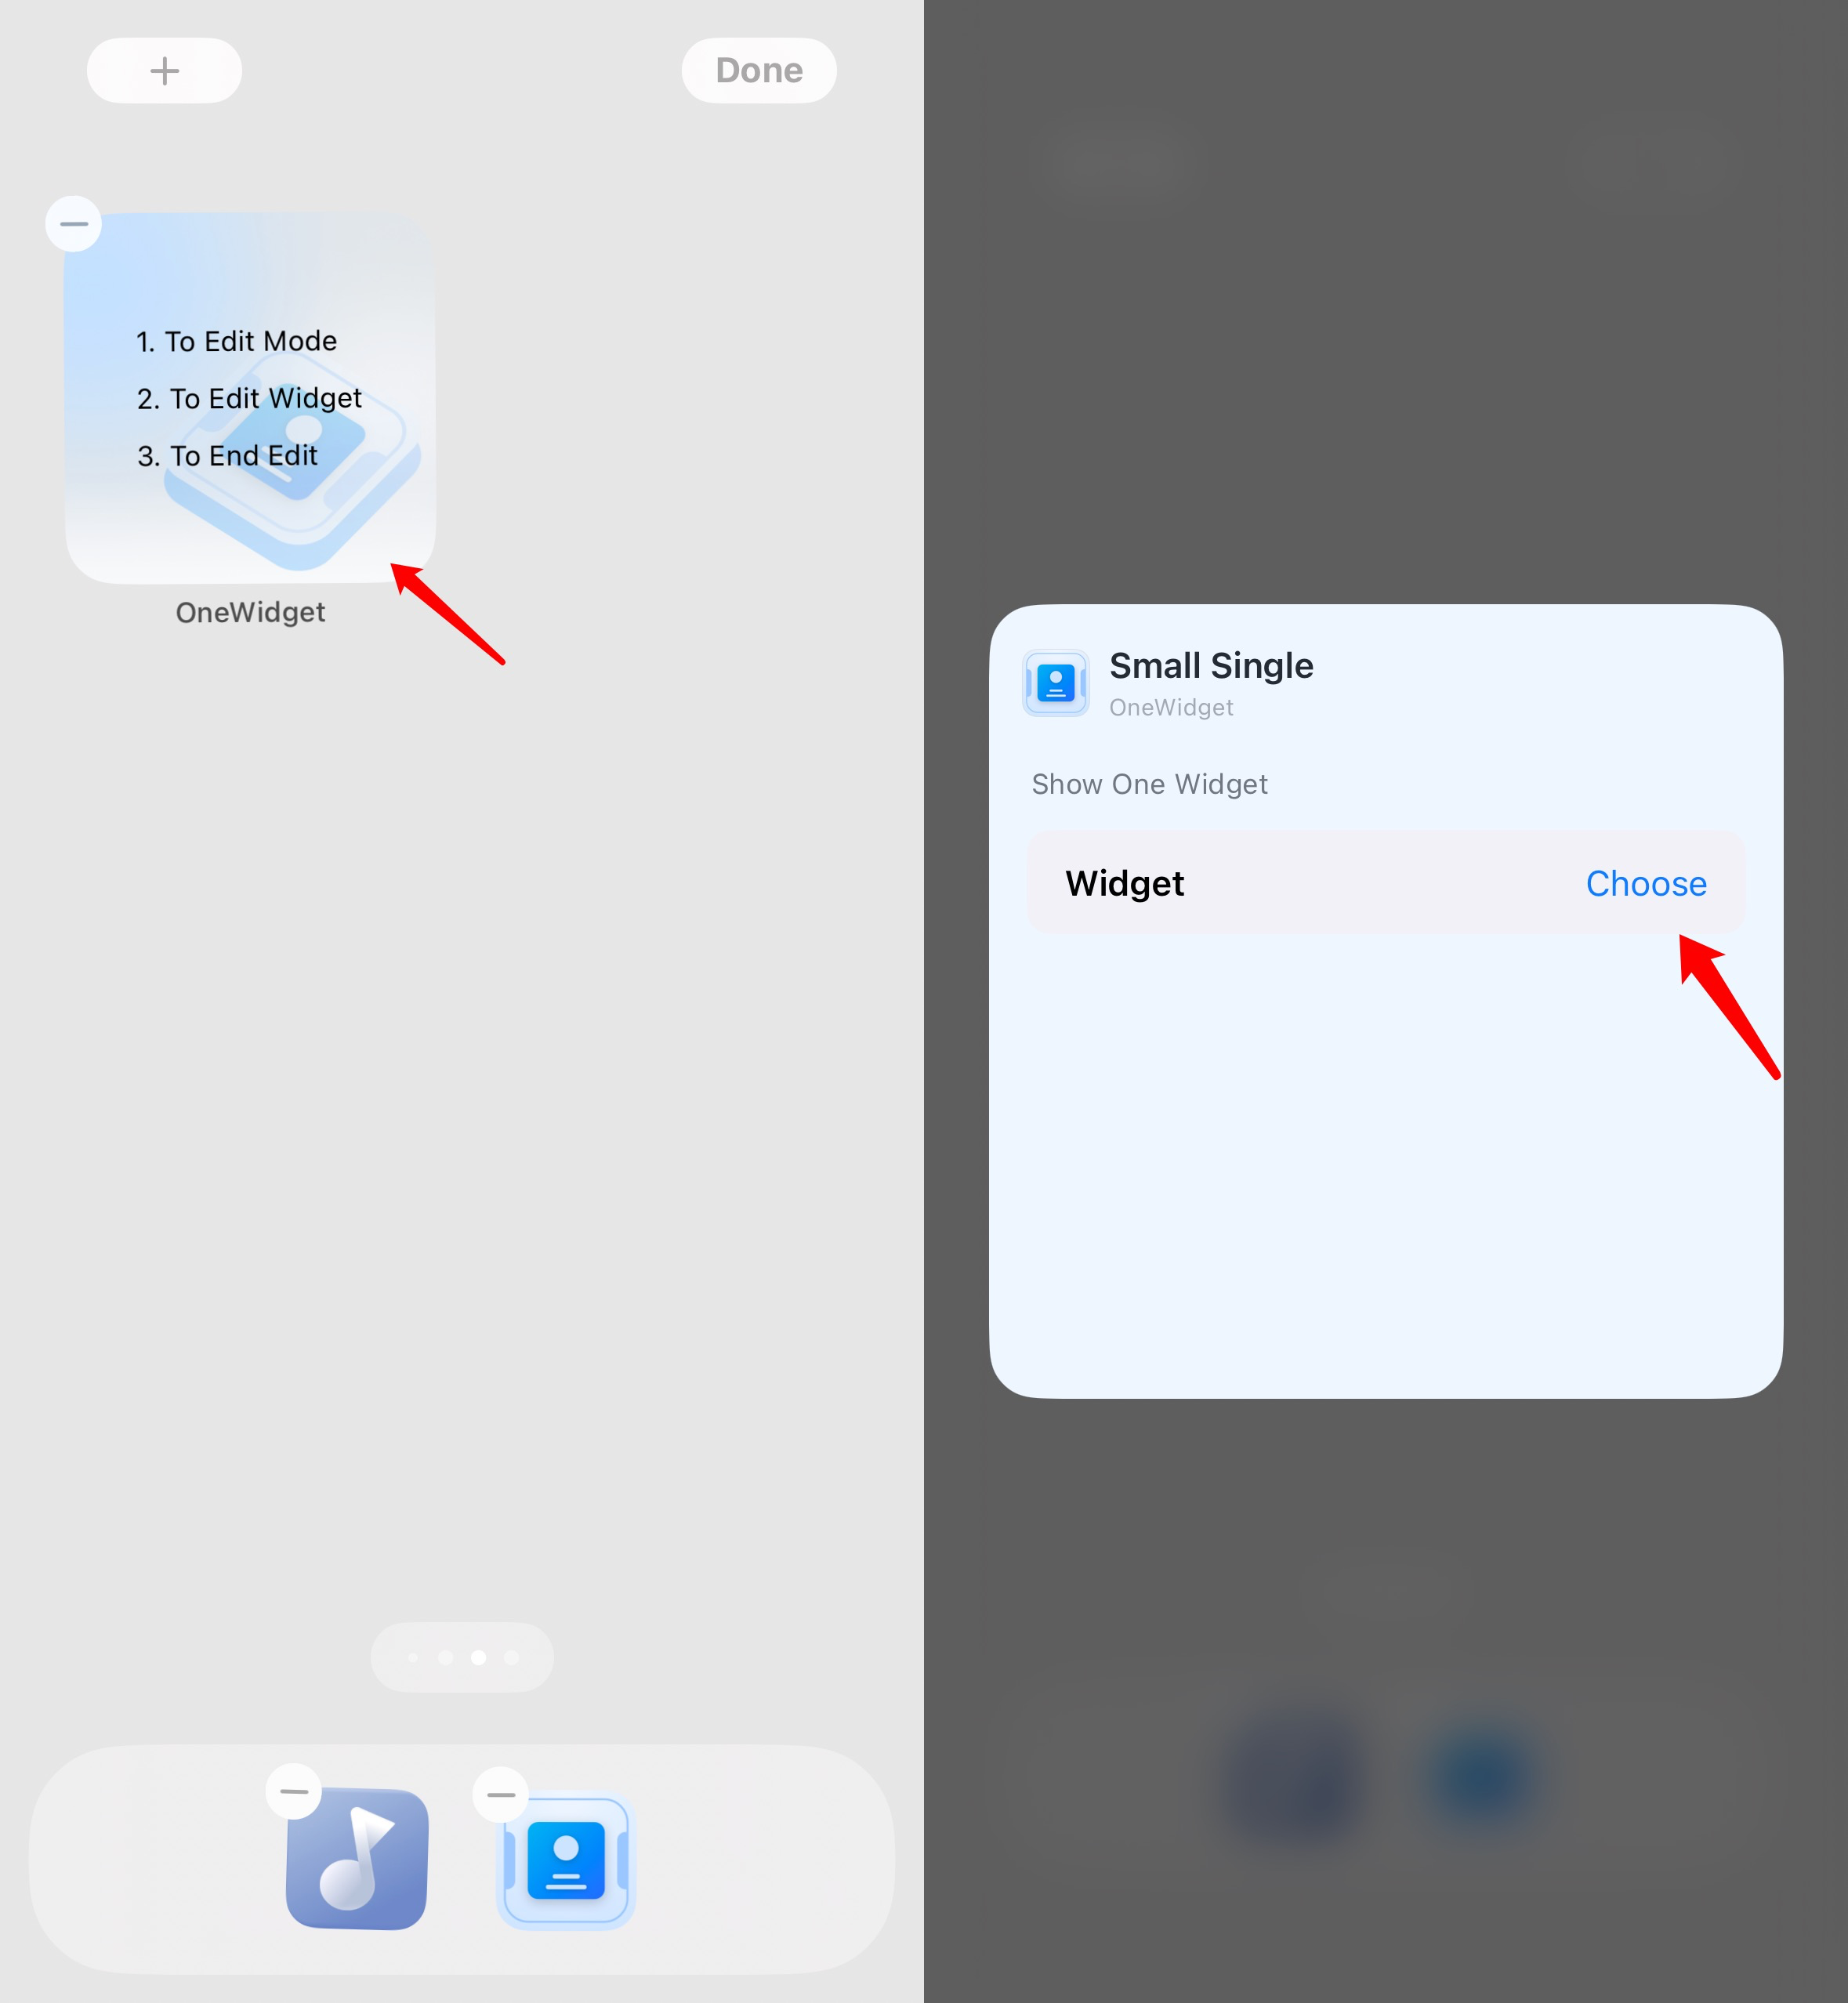 Done
1. To Edit Mode
2. To Edit Widget
3. To End Edit
OneWidget
Small Single
OneWidget
Show One Widget
Widget
Choose